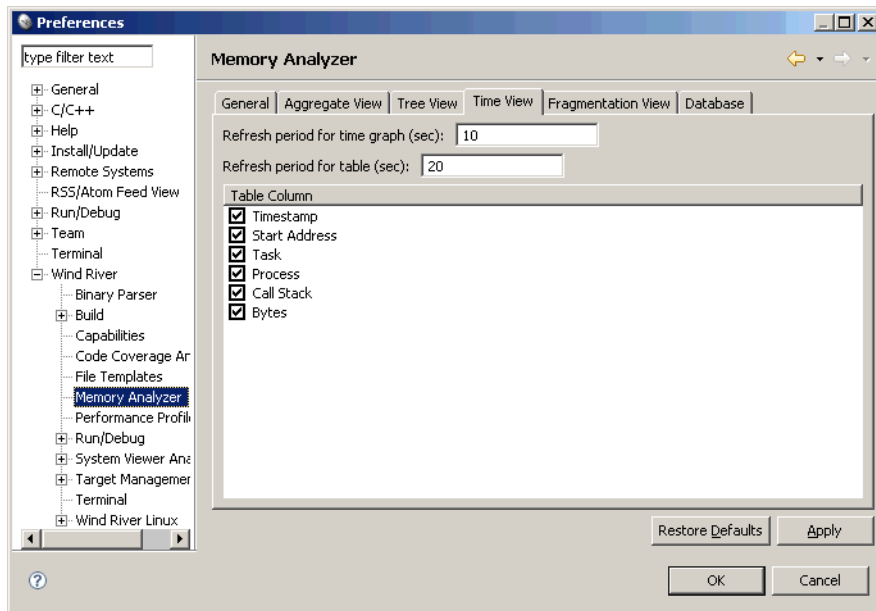 Preferences
type filter text
General
C/C++
Help
Install/Update
Remote Systems
RSS/Atom Feed View
Run/Debug
Team
Terminal
Wind River
Binary Parser
Build
Capabilities
Code Coverage Ar
File Templates
Memory Analyzer
Performance Profil
Run/Debug
System Viewer Ana
Target Managemer
Terminal
Wind River Linux
Memory Analyzer
General Aggregate View Tree View Time View Fragmentation View Database
Refresh period for time graph (sec): 10
Refresh period for table (sec): 20
Table Column
Timestamp
Start Address
Task
Process
Call Stack
Bytes
Restore Defaults Apply
?
OK Cancel